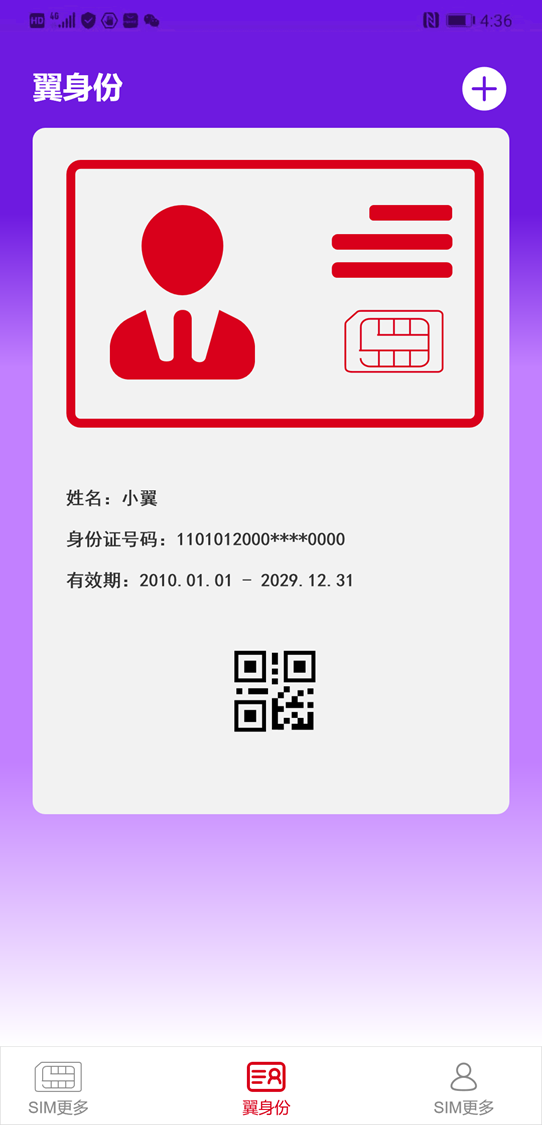 HD 4G 4:36
翼身份
姓名：小翼
身份证号码：1101012000****0000
有效期：2010.01.01 - 2029.12.31
SIM更多 翼身份 SIM更多